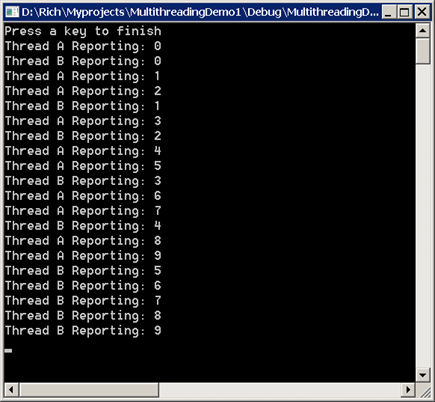 D:\Rich\Myprojects\MultithreadingDemo1\Debug\MultithreadingD...
Press a key to finish
Thread A Reporting: 0
Thread B Reporting: 0
Thread A Reporting: 1
Thread A Reporting: 2
Thread B Reporting: 1
Thread A Reporting: 3
Thread B Reporting: 2
Thread A Reporting: 4
Thread A Reporting: 5
Thread B Reporting: 3
Thread A Reporting: 6
Thread A Reporting: 7
Thread B Reporting: 4
Thread A Reporting: 8
Thread A Reporting: 9
Thread B Reporting: 5
Thread B Reporting: 6
Thread B Reporting: 7
Thread B Reporting: 8
Thread B Reporting: 9